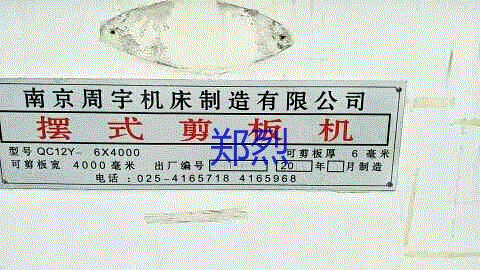 南京周宇机床制造有限公司
摆式剪板机
郑烈
型号 QC12Y- 6X4000 可剪板厚 6 毫米
可剪板宽 4000 毫米 出厂编号 20 年 月制造
电话:025-4165718 4165968